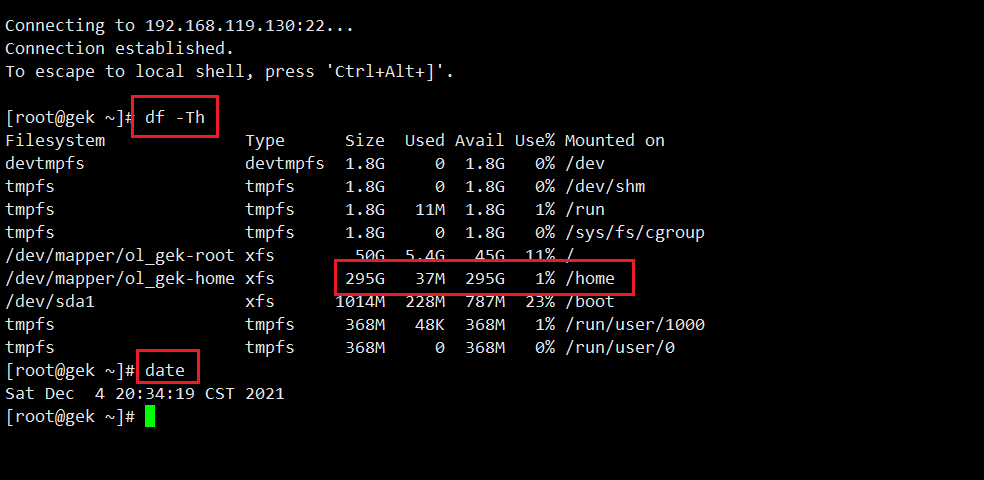 Connecting to 192.168.119.130:22...
Connection established.
To escape to local shell, press 'Ctrl+Alt+]'.
[root@gek ~]# df -Th
Filesystem              Type      Size  Used Avail Use% Mounted on
devtmpfs                devtmpfs  1.8G     0  1.8G   0% /dev
tmpfs                   tmpfs     1.8G     0  1.8G   0% /dev/shm
tmpfs                   tmpfs     1.8G   11M  1.8G   1% /run
tmpfs                   tmpfs     1.8G     0  1.8G   0% /sys/fs/cgroup
/dev/mapper/ol_gek-root xfs        50G  5.4G   45G  11% /
/dev/mapper/ol_gek-home xfs       295G   37M  295G   1% /home
/dev/sda1               xfs      1014M  228M  787M  23% /boot
tmpfs                   tmpfs     368M   48K  368M   1% /run/user/1000
tmpfs                   tmpfs     368M     0  368M   0% /run/user/0
[root@gek ~]# date
Sat Dec  4 20:34:19 CST 2021
[root@gek ~]#